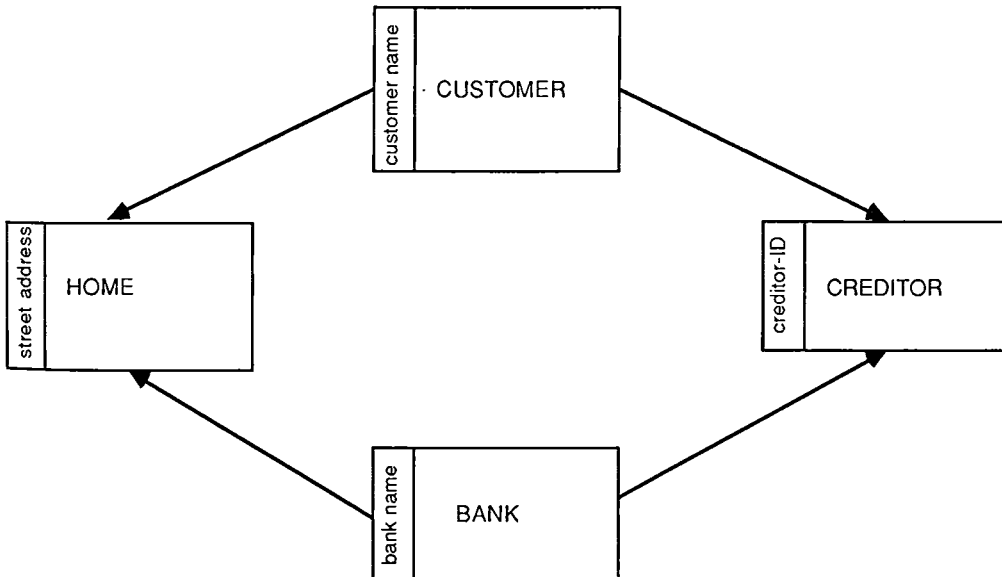 customer name
CUSTOMER
street address
HOME
creditor-ID
CREDITOR
bank name
BANK